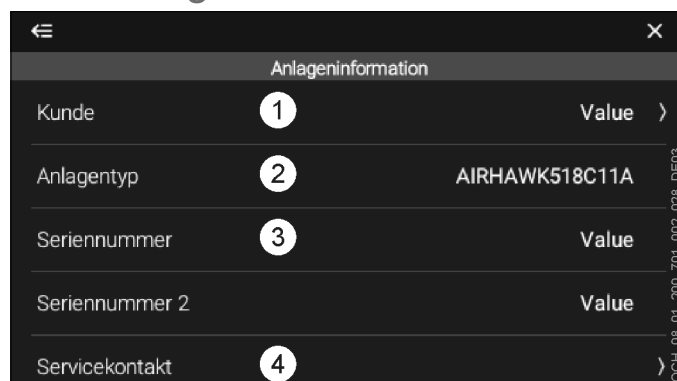 Anlageninformation
Kunde 1 Value
Anlagentyp 2 AIRHAWK518C11A
Seriennummer 3 Value
Seriennummer 2 Value
Servicekontakt 4